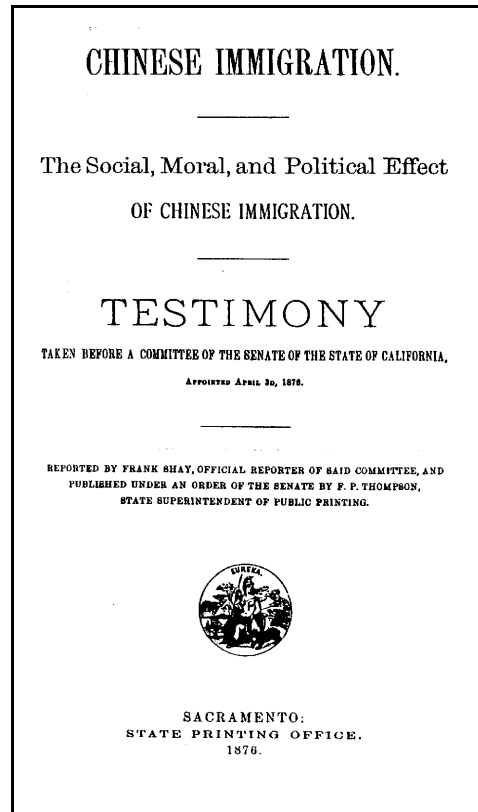 CHINESE IMMIGRATION.
The Social, Moral, and Political Effect
OF CHINESE IMMIGRATION.
TESTIMONY
TAKEN BEFORE A COMMITTEE OF THE SENATE OF THE STATE OF CALIFORNIA,
APPOINTED APRIL 3D, 1876.
REPORTED BY FRANK SHAY, OFFICIAL REPORTER OF SAID COMMITTEE, AND
PUBLISHED UNDER AN ORDER OF THE SENATE BY F. P. THOMPSON,
STATE SUPERINTENDENT OF PUBLIC PRINTING.
EUREKA.
SACRAMENTO:
STATE PRINTING OFFICE.
1876.